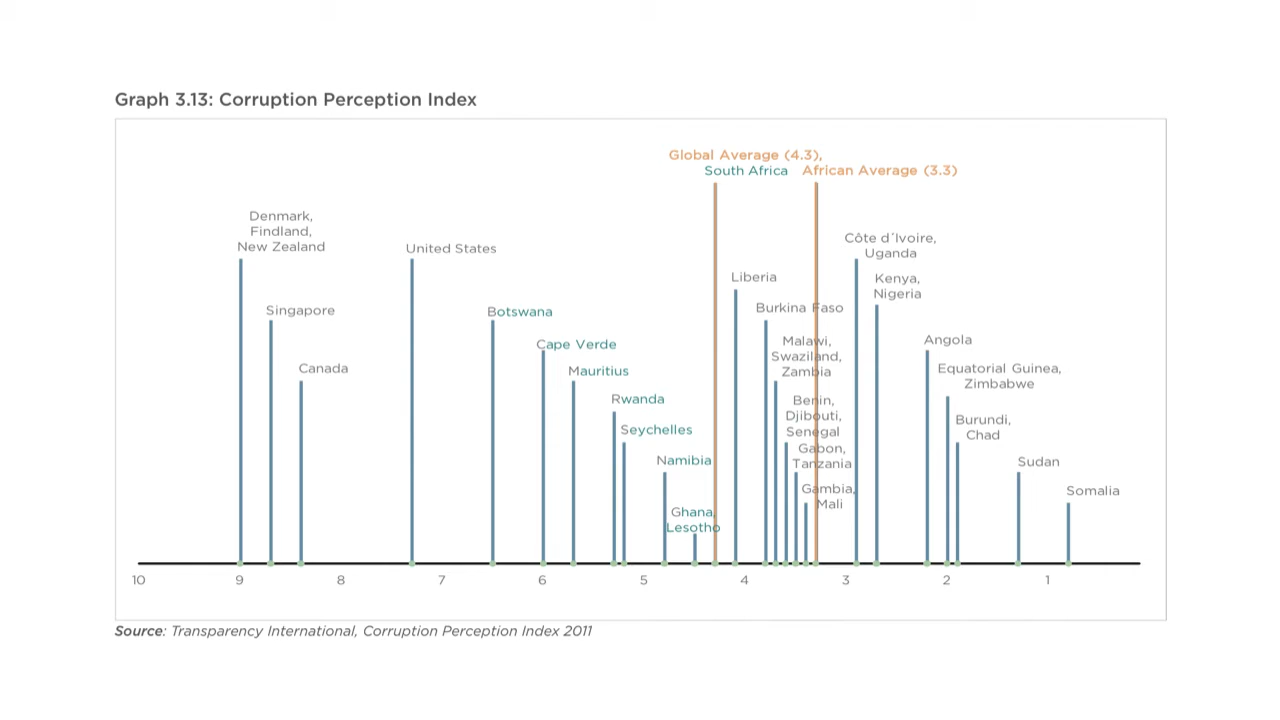 Graph 3.13: Corruption Perception Index
Global Average (4.3),
South Africa
African Average (3.3)
Denmark,
Findland,
New Zealand
United States
Côte d´Ivoire,
Uganda
Liberia
Kenya,
Nigeria
Singapore
Botswana
Burkina Faso
Cape Verde
Malawi,
Swaziland,
Zambia
Angola
Canada
Mauritius
Equatorial Guinea,
Zimbabwe
Rwanda
Benin,
Djibouti,
Senegal
Seychelles
Burundi,
Chad
Gabon,
Tanzania
Namibia
Sudan
Gambia,
Mali
Somalia
Ghana,
Lesotho
10 9 8 7 6 5 4 3 2 1
Source: Transparency International, Corruption Perception Index 2011